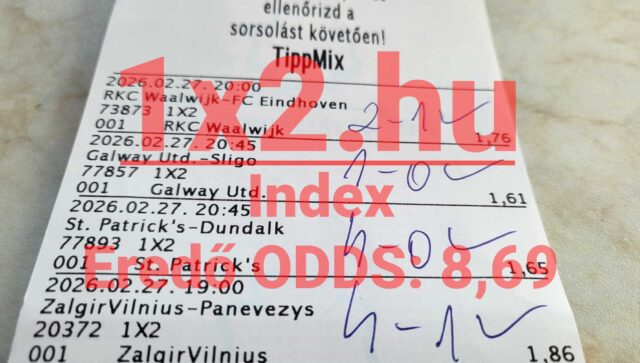 ellenőrizd a
sorsolást követően!
TippMix
1x2.hu
Index
Eredő ODDS: 8,69
2026.02.27. 20:00
RKC Waalwijk-FC Eindhoven
73873 1X2
001 RKC Waalwijk 1,76
2-1 ✓
2026.02.27. 20:45
Galway Utd.-Sligo
77857 1X2
001 Galway Utd. 1,61
1-0 ✓
2026.02.27. 20:45
St. Patrick's-Dundalk
77893 1X2
001 St. Patrick's 1,65
4-0 ✓
2026.02.27. 19:00
ZalgirVilnius-Panevezys
20372 1X2
001 ZalgirVilnius 1,86
4-1 ✓